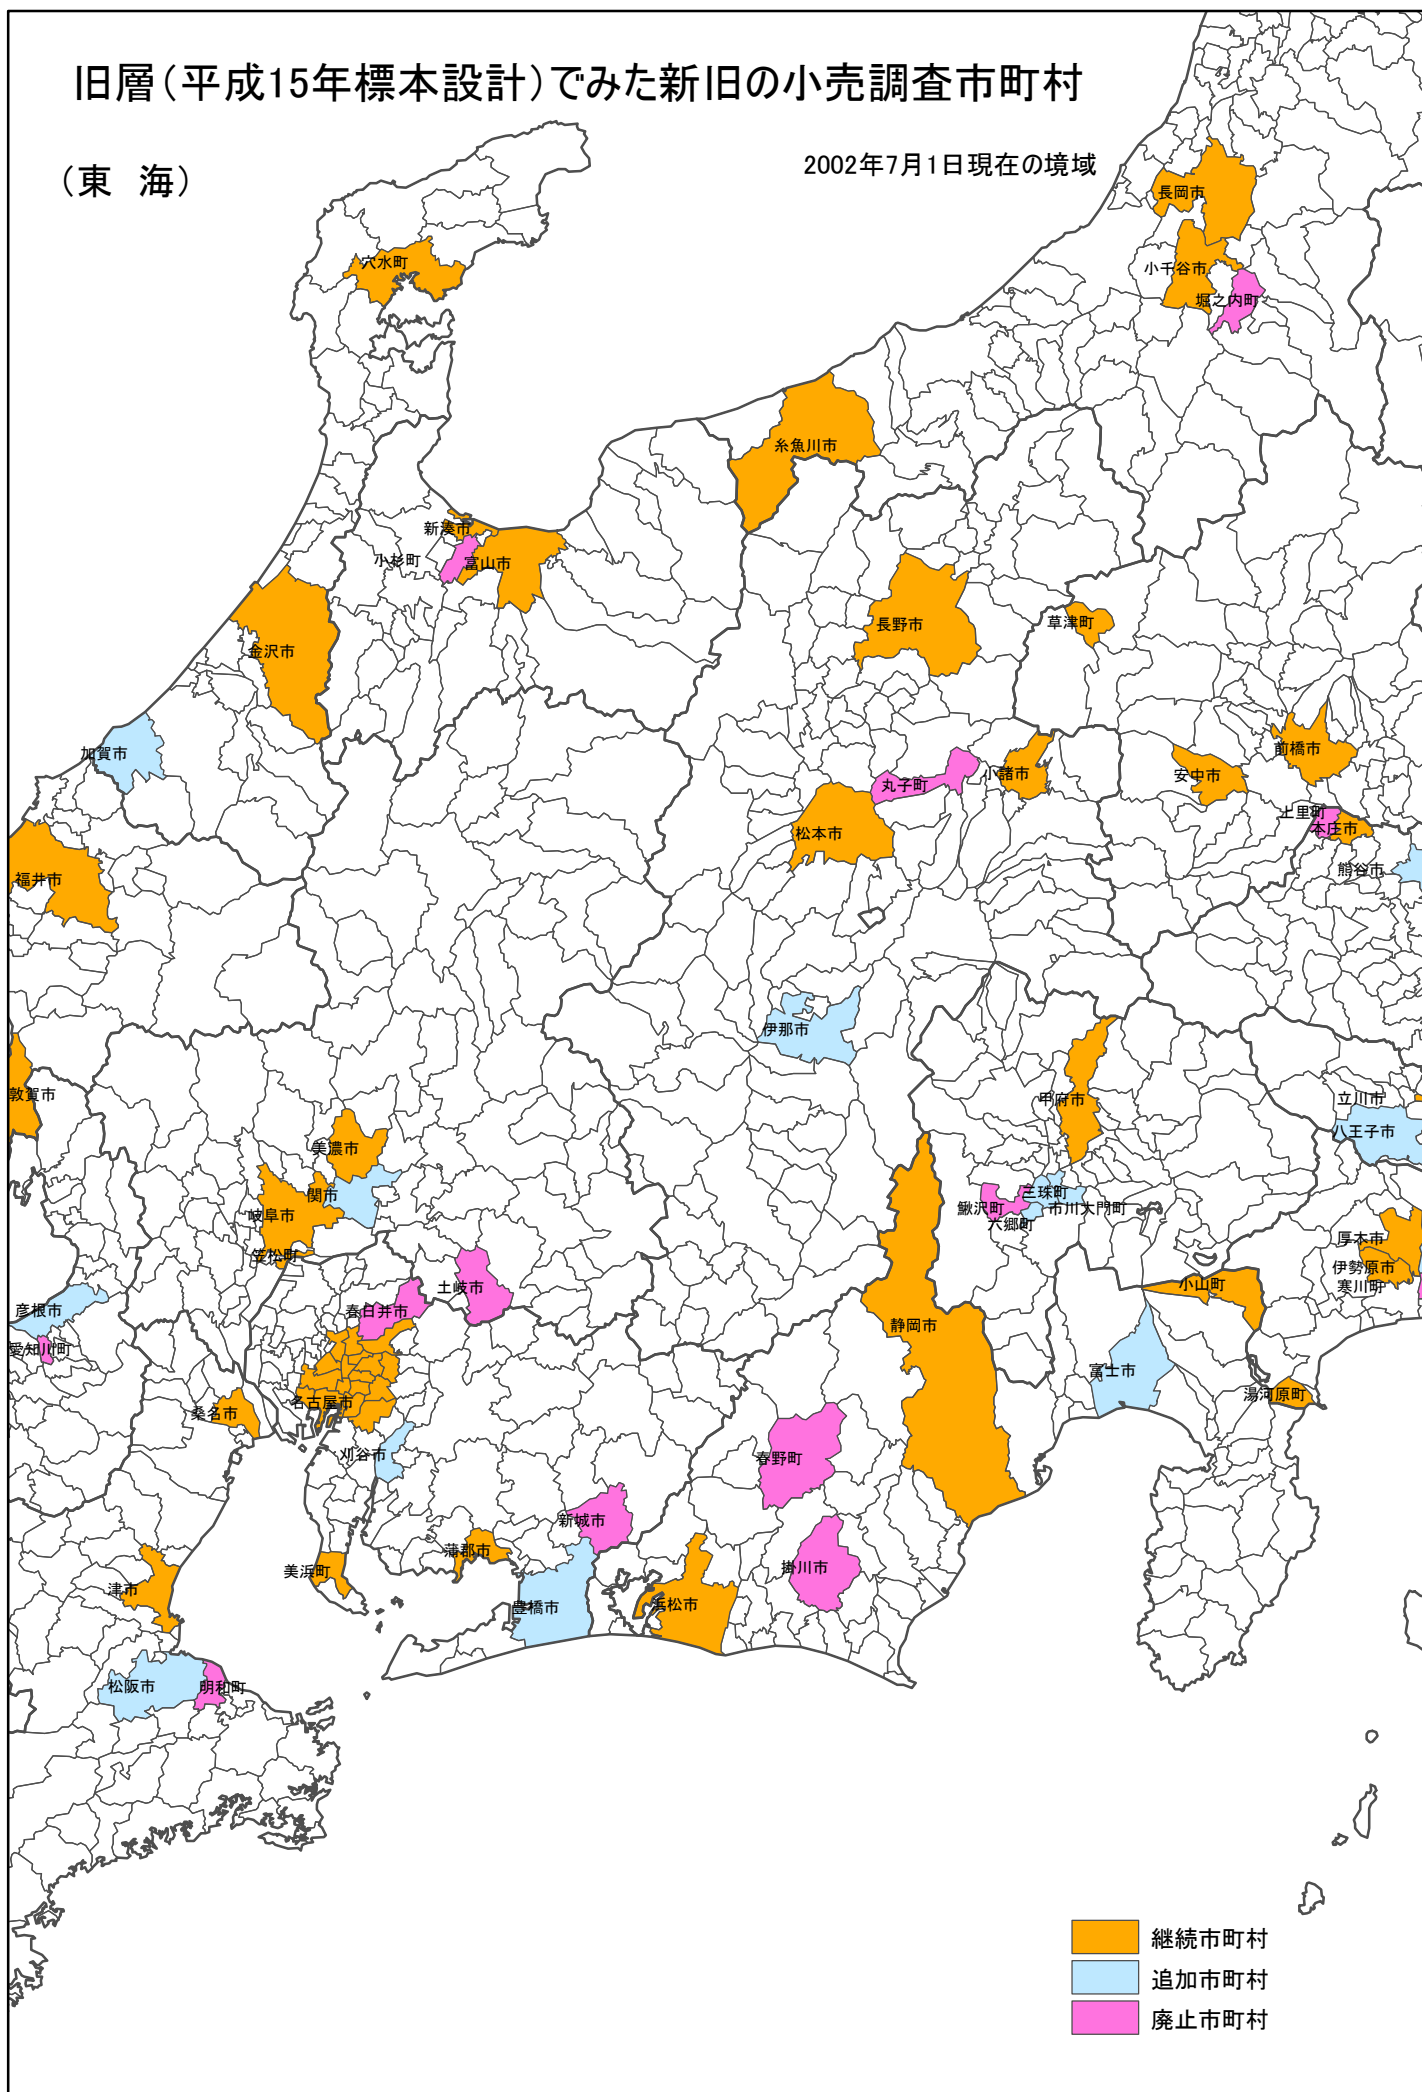 旧層(平成15年標本設計)でみた新旧の小売調査市町村
(東 海)
2002年7月1日現在の境域
長岡市
穴水町
小千谷市
堀之内町
糸魚川市
新湊市
小杉町
富山市
長野市
草津町
金沢市
加賀市
前橋市
小諸市
安中市
丸子町
上里町
本庄市
松本市
熊谷市
福井市
伊那市
敦賀市
甲府市
立川市
八王子市
美濃市
関市
三珠町
鰍沢町
市川大門町
岐阜市
六郷町
厚木市
笠松町
伊勢原市
土岐市
小山町
寒川町
彦根市
春日井市
静岡市
愛知川町
富士市
湯河原町
名古屋市
桑名市
刈谷市
春野町
新城市
蒲郡市
掛川市
美浜町
津市
豊橋市
浜松市
松阪市
明和町
継続市町村
追加市町村
廃止市町村